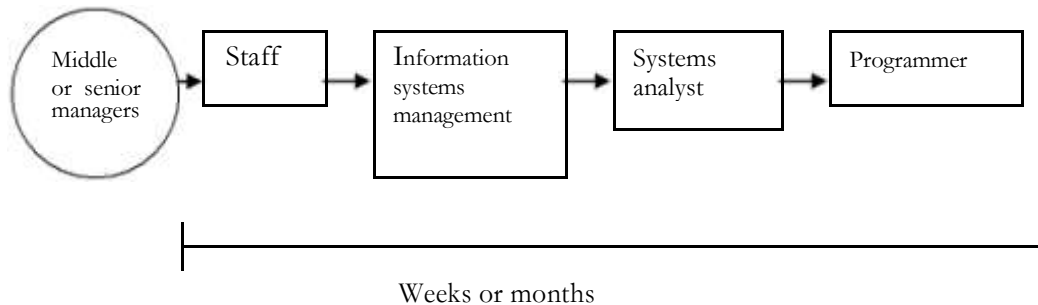 Middle
or senior
managers
Staff
Information
systems
management
Systems
analyst
Programmer
Weeks or months